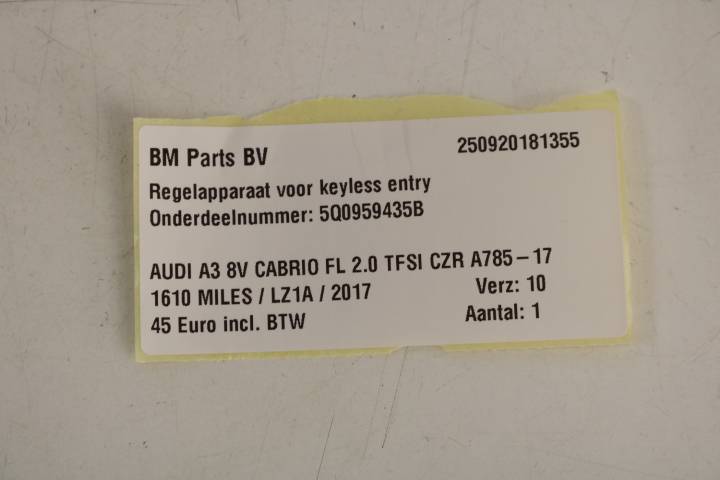 BM Parts BV 250920181355
Regelapparaat voor keyless entry
Onderdeelnummer: 5Q0959435B
AUDI A3 8V CABRIO FL 2.0 TFSI CZR A785-17
1610 MILES / LZ1A / 2017 Verz: 10
45 Euro incl. BTW Aantal: 1